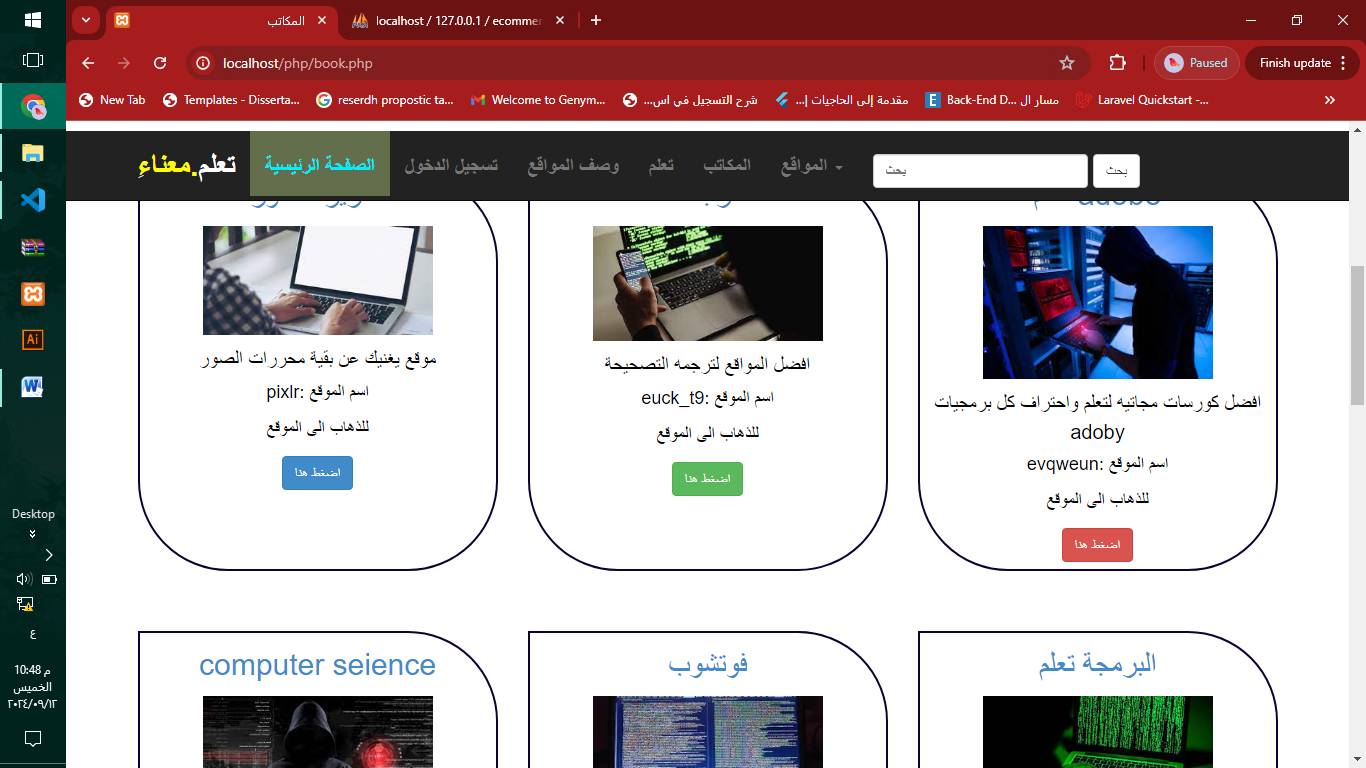 المكاتب
localhost / 127.0.0.1 / ecommer
localhost/php/book.php
Paused
Finish update
New Tab
Templates - Disserta...
reserdh propostic ta...
Welcome to Genym...
شرح التسجيل في اس...
مقدمة إلى الحاجيات |...
Back-End D... مسار ال
Laravel Quickstart -...
تعلم.معناءِ
الصفحة الرئيسية
تسجيل الدخول
وصف المواقع
تعلم
المكاتب
المواقع
بحث
بحث
adobe
موقع يغنيك عن بقية محررات الصور
اسم الموقع :pixlr
للذهاب الى الموقع
اضغط هنا
افضل المواقع لترجمه التصحيحة
اسم الموقع :euck_t9
للذهاب الى الموقع
اضغط هنا
افضل كورسات مجاتيه لتعلم واحتراف كل برمجيات
adoby
اسم الموقع :evqweun
للذهاب الى الموقع
اضغط هنا
computer seience
فوتشوب
البرمجة تعلم
Desktop
ع
10:48 م
الخميس
٢٠٢٤/٠٩/١٢